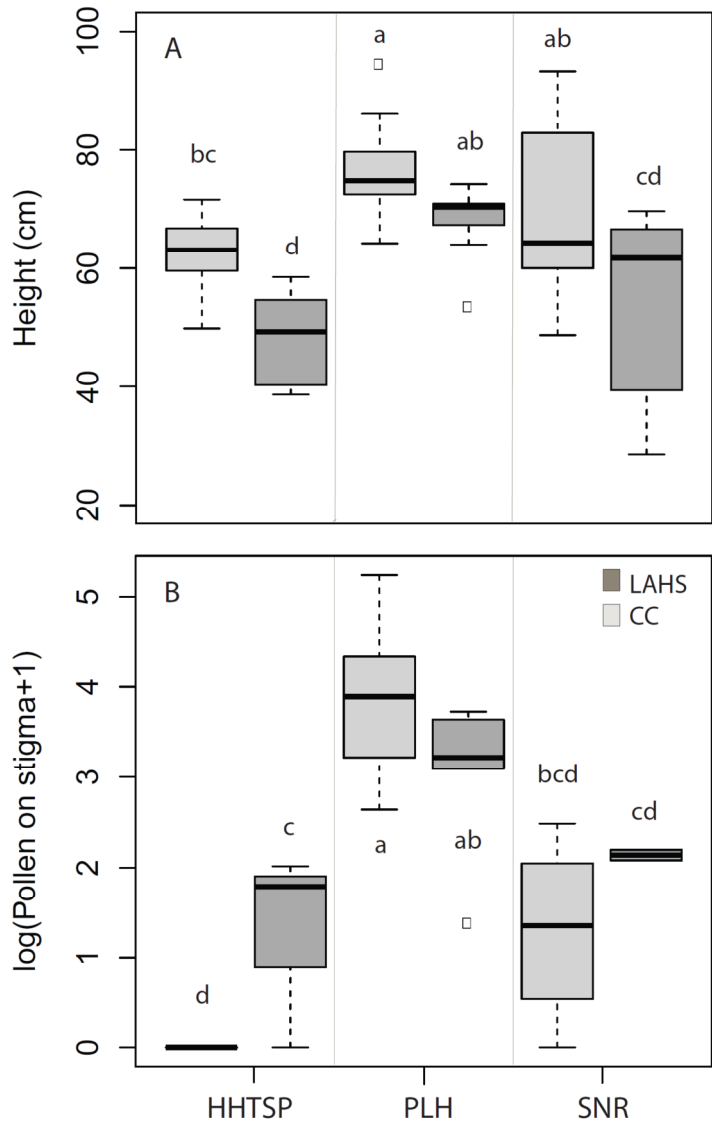 100
80
60
40
20
Height (cm)
A
bc
d
a
ab
ab
cd
5
4
3
2
1
0
log(Pollen on stigma+1)
B
LAHS
CC
d
c
a
ab
bcd
cd
HHTSP PLH SNR